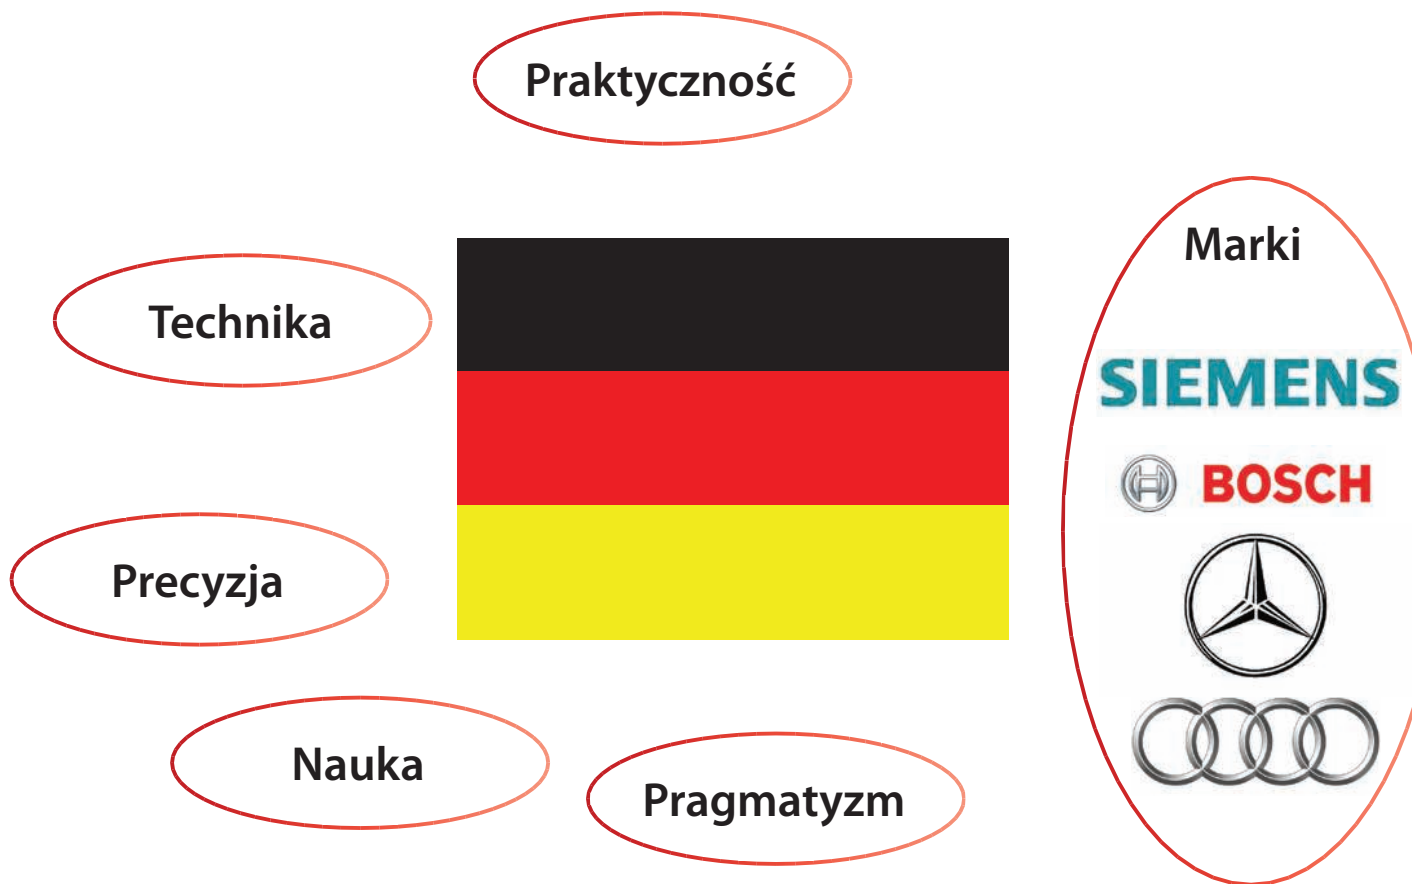 Praktyczność
Marki
Technika
SIEMENS
BOSCH
Precyzja
Nauka
Pragmatyzm